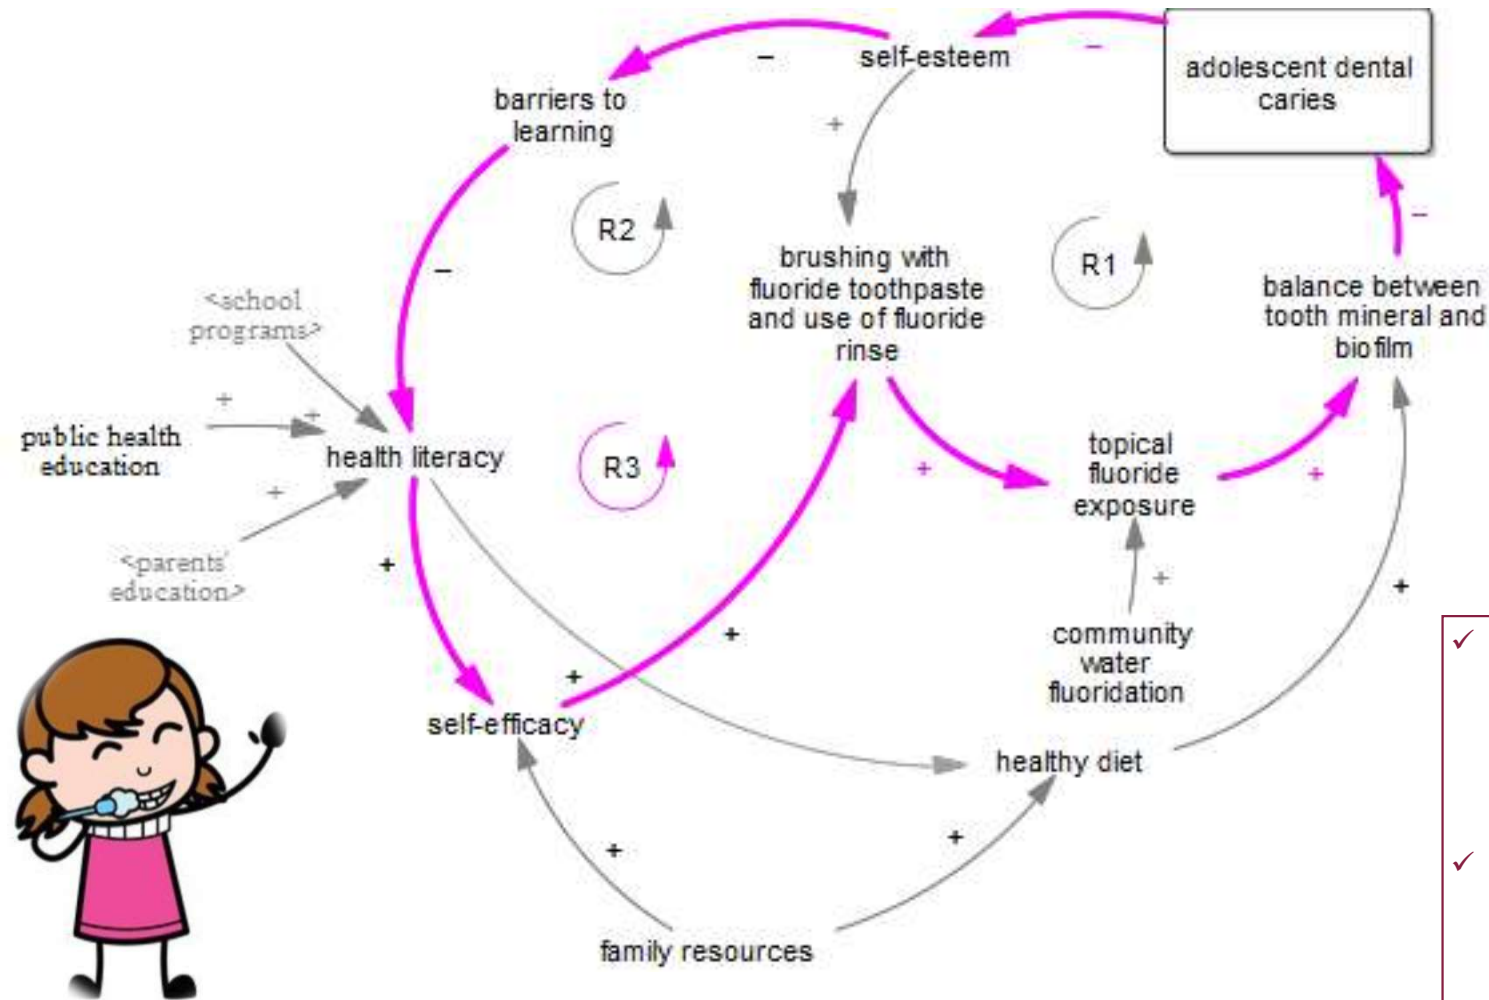 self-esteem
–
–
adolescent dental
caries
barriers to
learning
+
R2
R1
–
brushing with
fluoride toothpaste
and use of fluoride
rinse
balance between
tooth mineral and
biofilm
–
<school
programs>
+
+
public health
education
health literacy
R3
+
topical
fluoride
exposure
+
+
<parents'
education>
+
+
+
community
water
fluoridation
+
+
+
self-efficacy
healthy diet
+
+
family resources
✓
✓